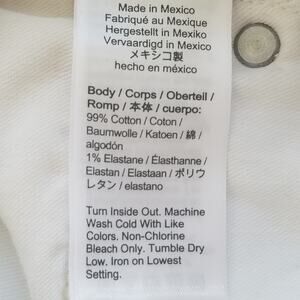 Made in Mexico
Fabriqué au Mexique
Hergestellt in Mexiko
Vervaardigd in Mexico
メキシコ製
hecho en méxico
Body / Corps / Oberteil /
Romp / 本体 / cuerpo:
99% Cotton / Coton /
Baumwolle / Katoen / 綿 /
algodón
1% Elastane / Élasthanne /
Elastan / Elastaan / ポリウ
レタン / elastano
Turn Inside Out. Machine
Wash Cold With Like
Colors. Non-Chlorine
Bleach Only. Tumble Dry
Low. Iron on Lowest
Setting.